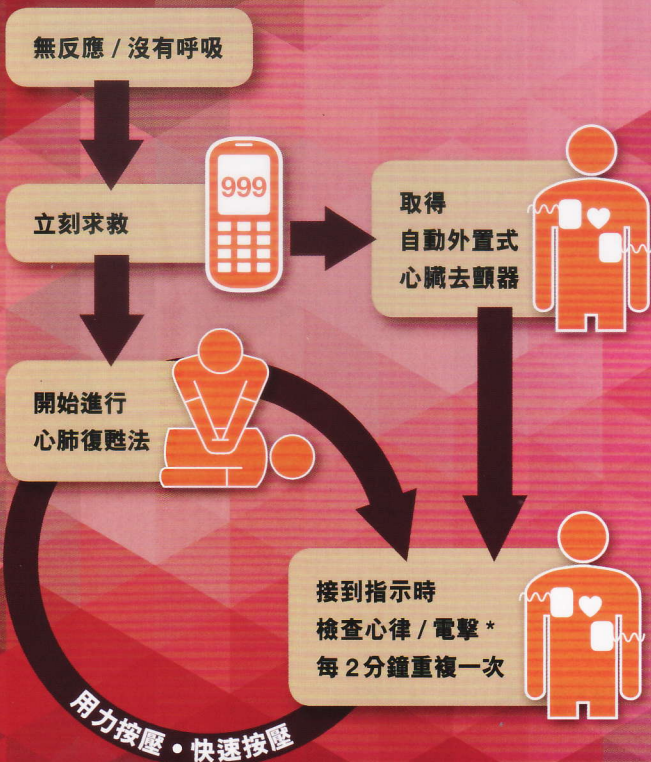 無反應 / 沒有呼吸
立刻求救
999
取得
自動外置式
心臟去顫器
開始進行
心肺復甦法
接到指示時
檢查心律 / 電擊 *
每 2 分鐘重複一次
用力按壓 • 快速按壓